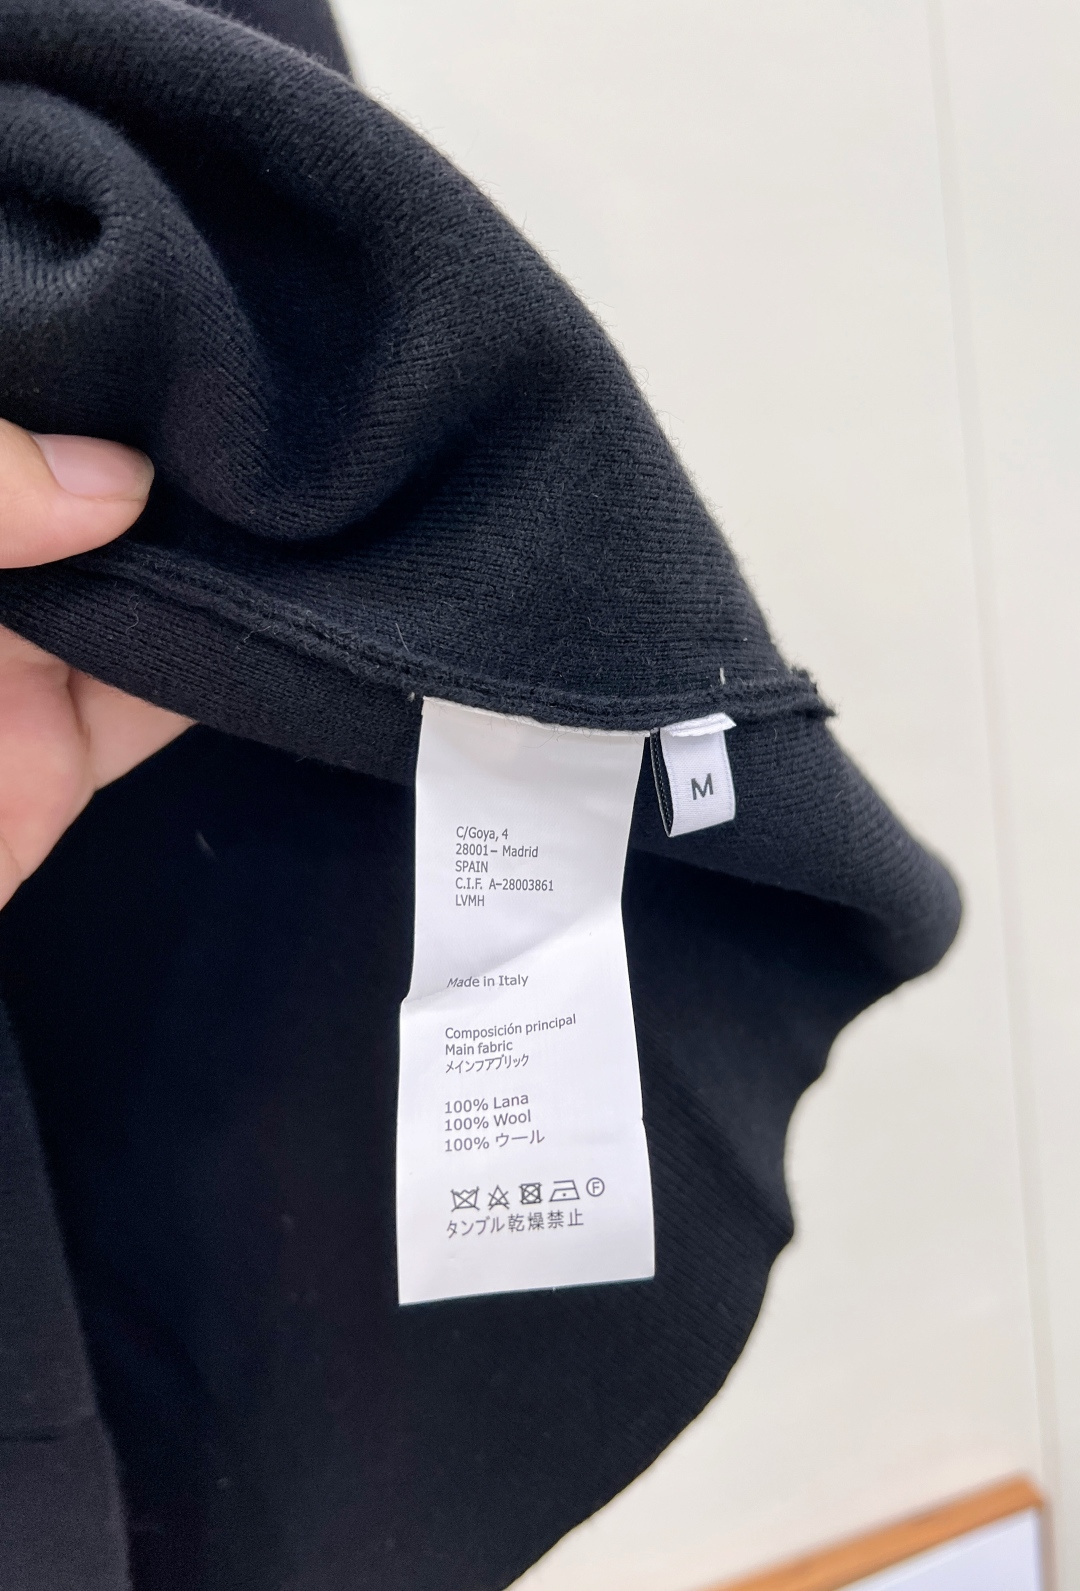 M
C/Goya, 4
28001– Madrid
SPAIN
C.I.F. A–28003861
LVMH
Made in Italy
Composición principal
Main fabric
メインファブリック
100% Lana
100% Wool
100% ウール
Ⓕ
タンブル乾燥禁止